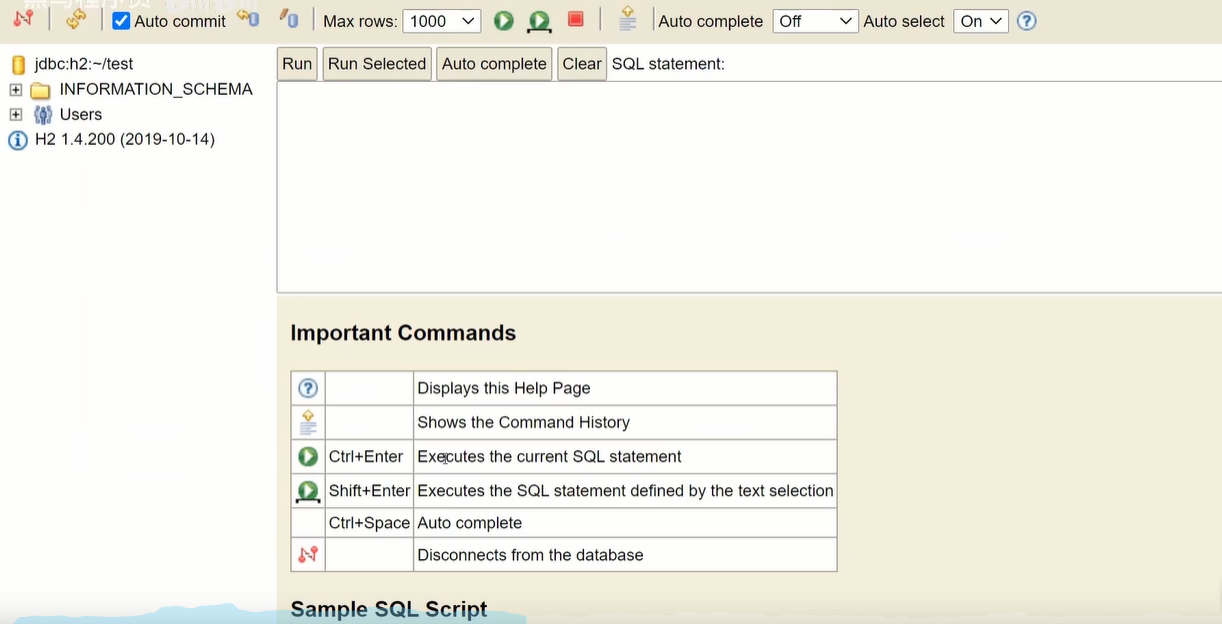 Auto commit Max rows: 1000 Auto complete Off Auto select On
jdbc:h2:~/test
INFORMATION_SCHEMA
Users
H2 1.4.200 (2019-10-14)
Run Run Selected Auto complete Clear SQL statement:
Important Commands
Displays this Help Page
Shows the Command History
Ctrl+Enter Executes the current SQL statement
Shift+Enter Executes the SQL statement defined by the text selection
Ctrl+Space Auto complete
Disconnects from the database
Sample SQL Script